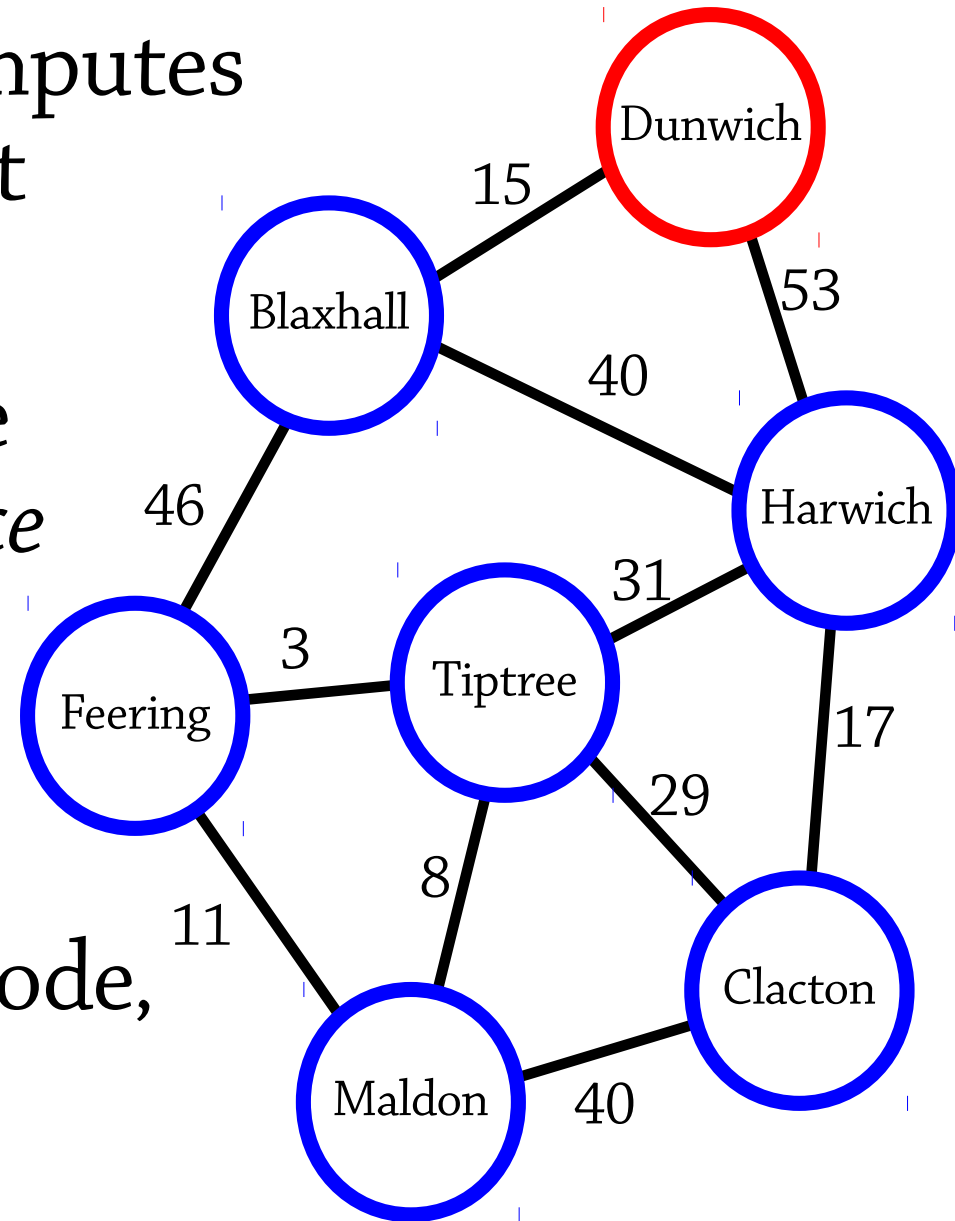 nputes
t
e
ce
ode,
Dunwich
15
53
Blaxhall
40
46
Harwich
31
3
Tiptree
Feering
17
29
8
11
Clacton
Maldon
40